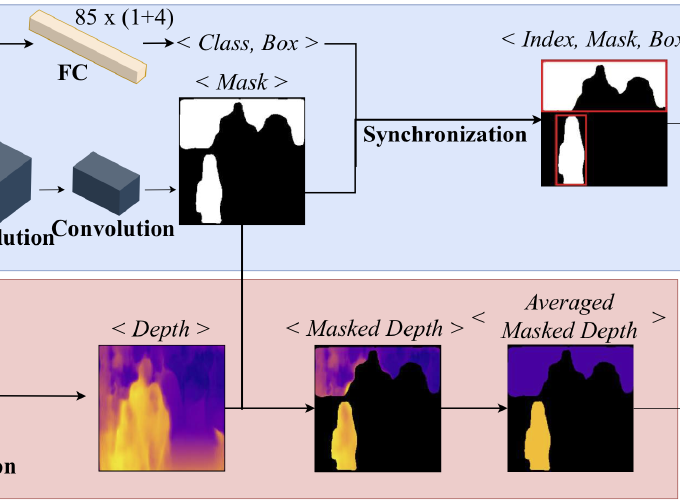 85 x (1+4)
FC
< Class, Box >
< Mask >
< Index, Mask, Box
Synchronization
lution
Convolution
< Depth >
< Masked Depth >
< Averaged
Masked Depth >
on